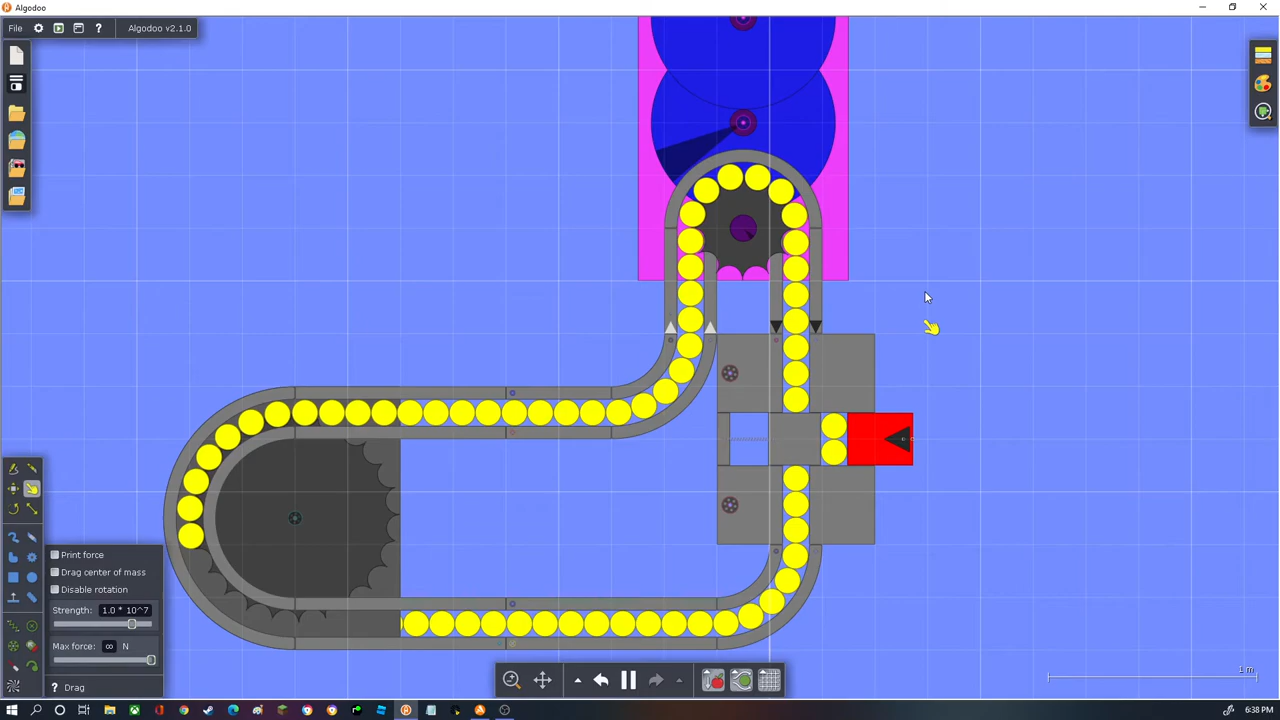 Algodoo
File
?
Algodoo v2.1.0
Print force
Drag center of mass
Disable rotation
Strength: 1.0 * 10^7
Max force: ∞ N
? Drag
1 m
6:38 PM